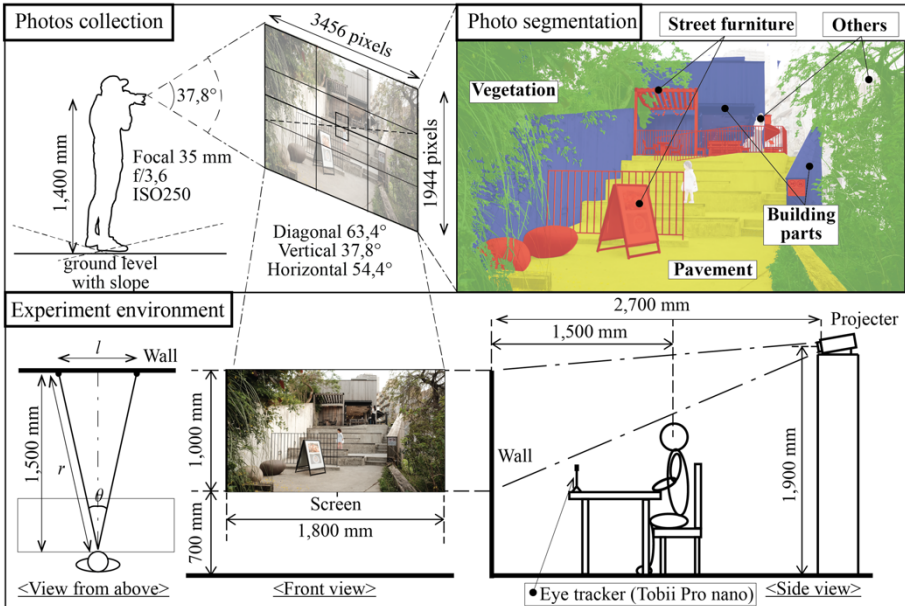 Photos collection
3456 pixels
37,8°
1,400 mm
Focal 35 mm
f/3,6
ISO250
1944 pixels
Diagonal 63,4°
Vertical 37,8°
Horizontal 54,4°
ground level
with slope
Photo segmentation
Street furniture
Others
Vegetation
Building
parts
Pavement
Experiment environment
l
Wall
1,500 mm
r
θ
<View from above>
1,000 mm
700 mm
Screen
1,800 mm
<Front view>
2,700 mm
1,500 mm
Projecter
Wall
1,900 mm
Eye tracker (Tobii Pro nano)
<Side view>